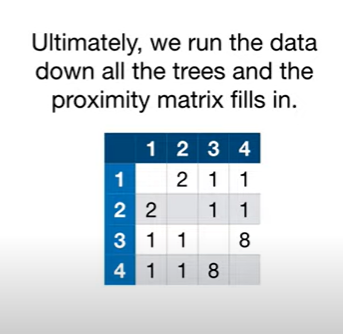 Ultimately, we run the data
down all the trees and the
proximity matrix fills in.
1 2 3 4
1 2 1 1
2 2 1 1
3 1 1 8
4 1 1 8